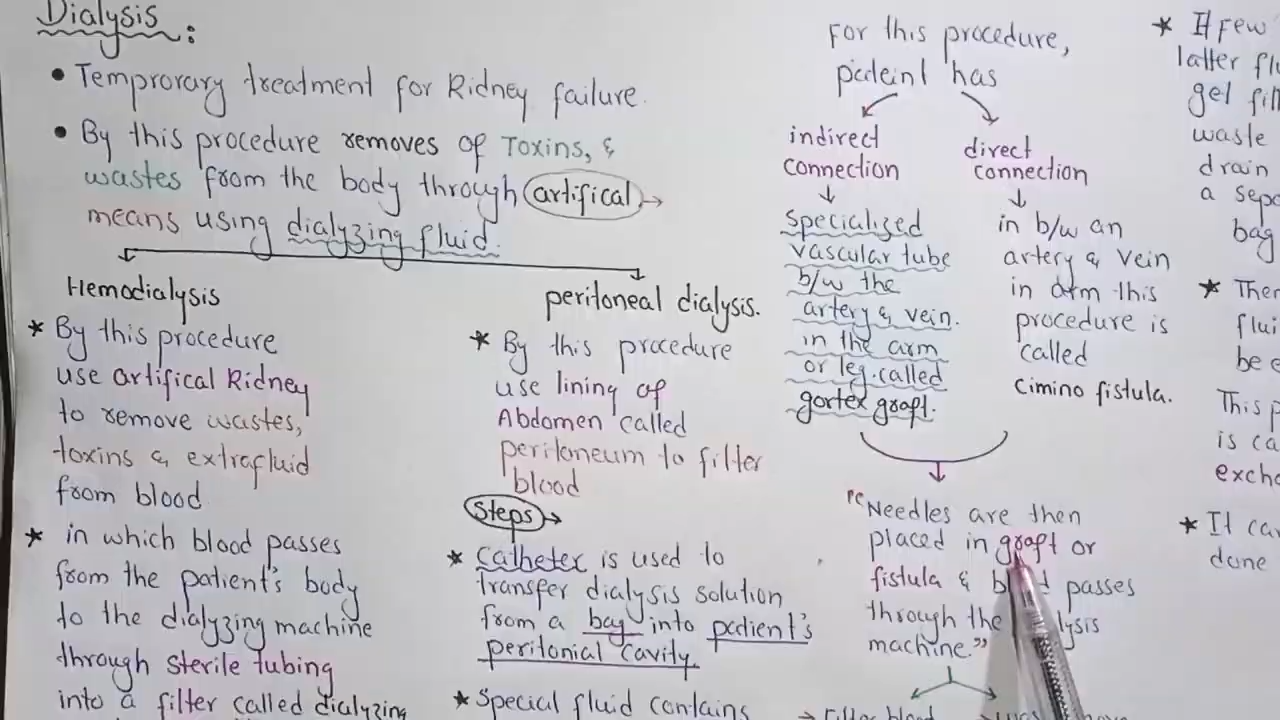 Dialysis :
• Temprorary treatment for Kidney failure.
• By this procedure removes of Toxins, &
wastes from the body through artifical →
means using dialyzing fluid.
Hemodialysis
* By this procedure
use artifical Kidney
to remove wastes,
toxins & extrafluid
from blood
* in which blood passes
from the patient's body
to the dialyzing machine
through sterile tubing
into a filter called dialyzing
peritoneal dialysis.
* By this procedure
use lining of
Abdomen called
peritoneum to filter
blood
Steps →
* Catheter is used to
transfer dialysis solution
from a bag into patient's
peritonial cavity.
* Special fluid contains
For this procedure,
patient has
indirect
connection
specialized
vascular tube
b/w the
artery & vein.
in the arm
or leg.called
gortex graft.
direct
connection
in b/w an
artery & vein
in arm this
procedure is
called
Cimino fistula.
"Needles are then
placed in graft or
fistula & passes
through the
machine."
→ Filter blood
* If few
latter
waste
drain
a
bag
*
be
is
* It
done